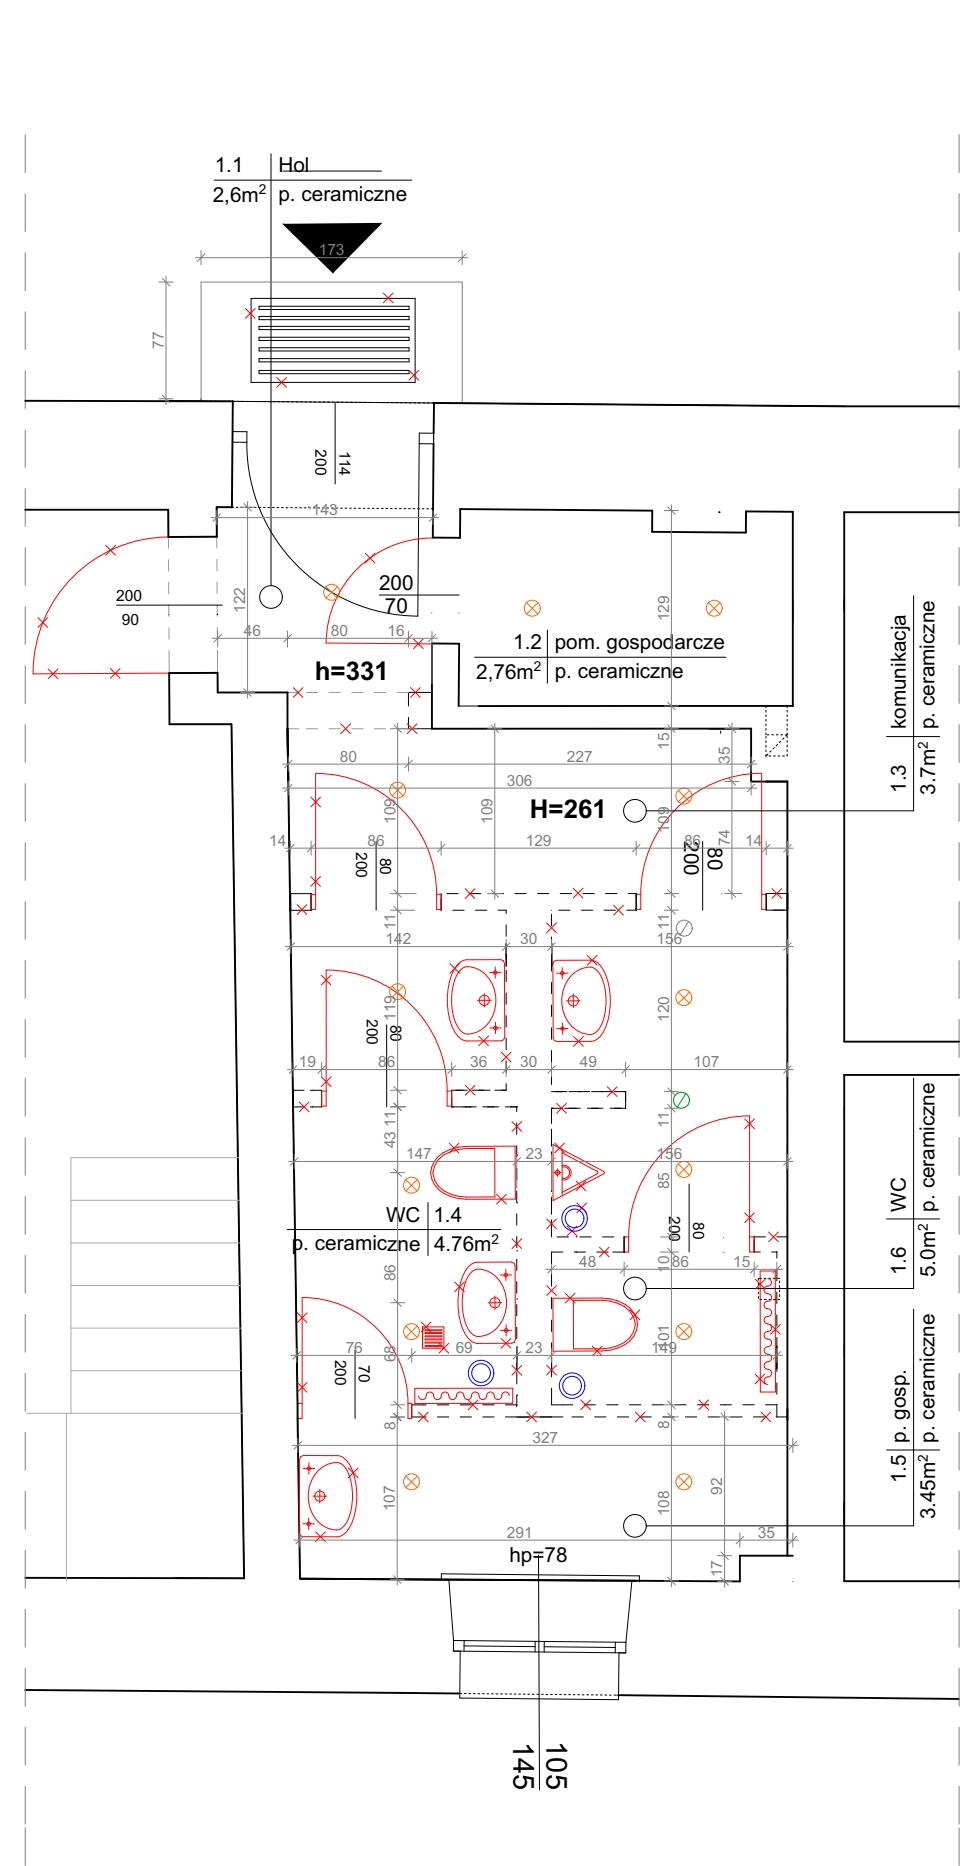 1.1 Hol
2,6m² p. ceramiczne
173
77
114
200
143
122
200
90
200
70
46 80 16
129
1.2 pom. gospodarcze
2,76m² p. ceramiczne
h=331
15
35
80 227
306
109
109
109
H=261
74
14 86 129 86 14
80
200
80
200
1.3 komunikacja
3.7m² p. ceramiczne
11
11
142 30 156
119
120
80
200
19 86 36 30 49 107
11
11
43
147 23 156
85
WC 1.4
p. ceramiczne 4.76m²
80
200
10
48 86 15
86
1.6 WC
5.0m² p. ceramiczne
101
68
76 69 23 149
70
200
8
8
327
107
108
92
1.5 p. gosp.
3.45m² p. ceramiczne
291 35
hp=78
17
105
145